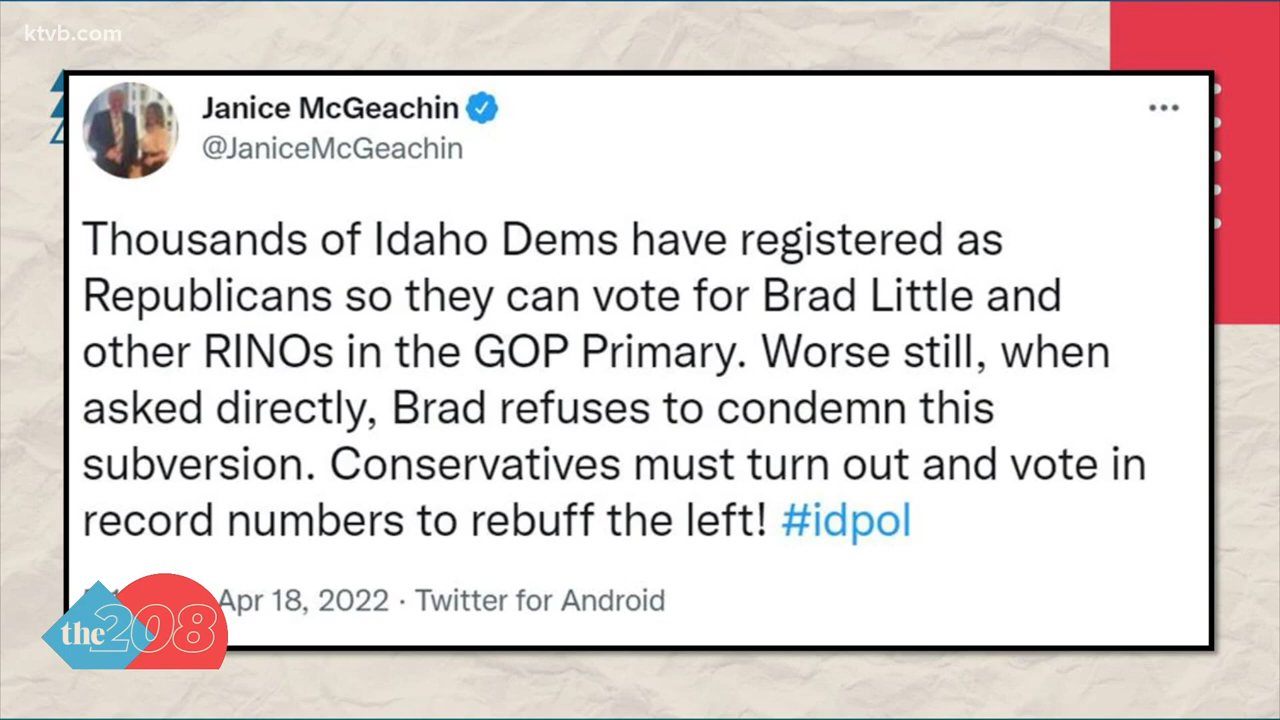 ktvb.com
Janice McGeachin
@JaniceMcGeachin
Thousands of Idaho Dems have registered as
Republicans so they can vote for Brad Little and
other RINOs in the GOP Primary. Worse still, when
asked directly, Brad refuses to condemn this
subversion. Conservatives must turn out and vote in
record numbers to rebuff the left! #idpol
Apr 18, 2022 · Twitter for Android
the208